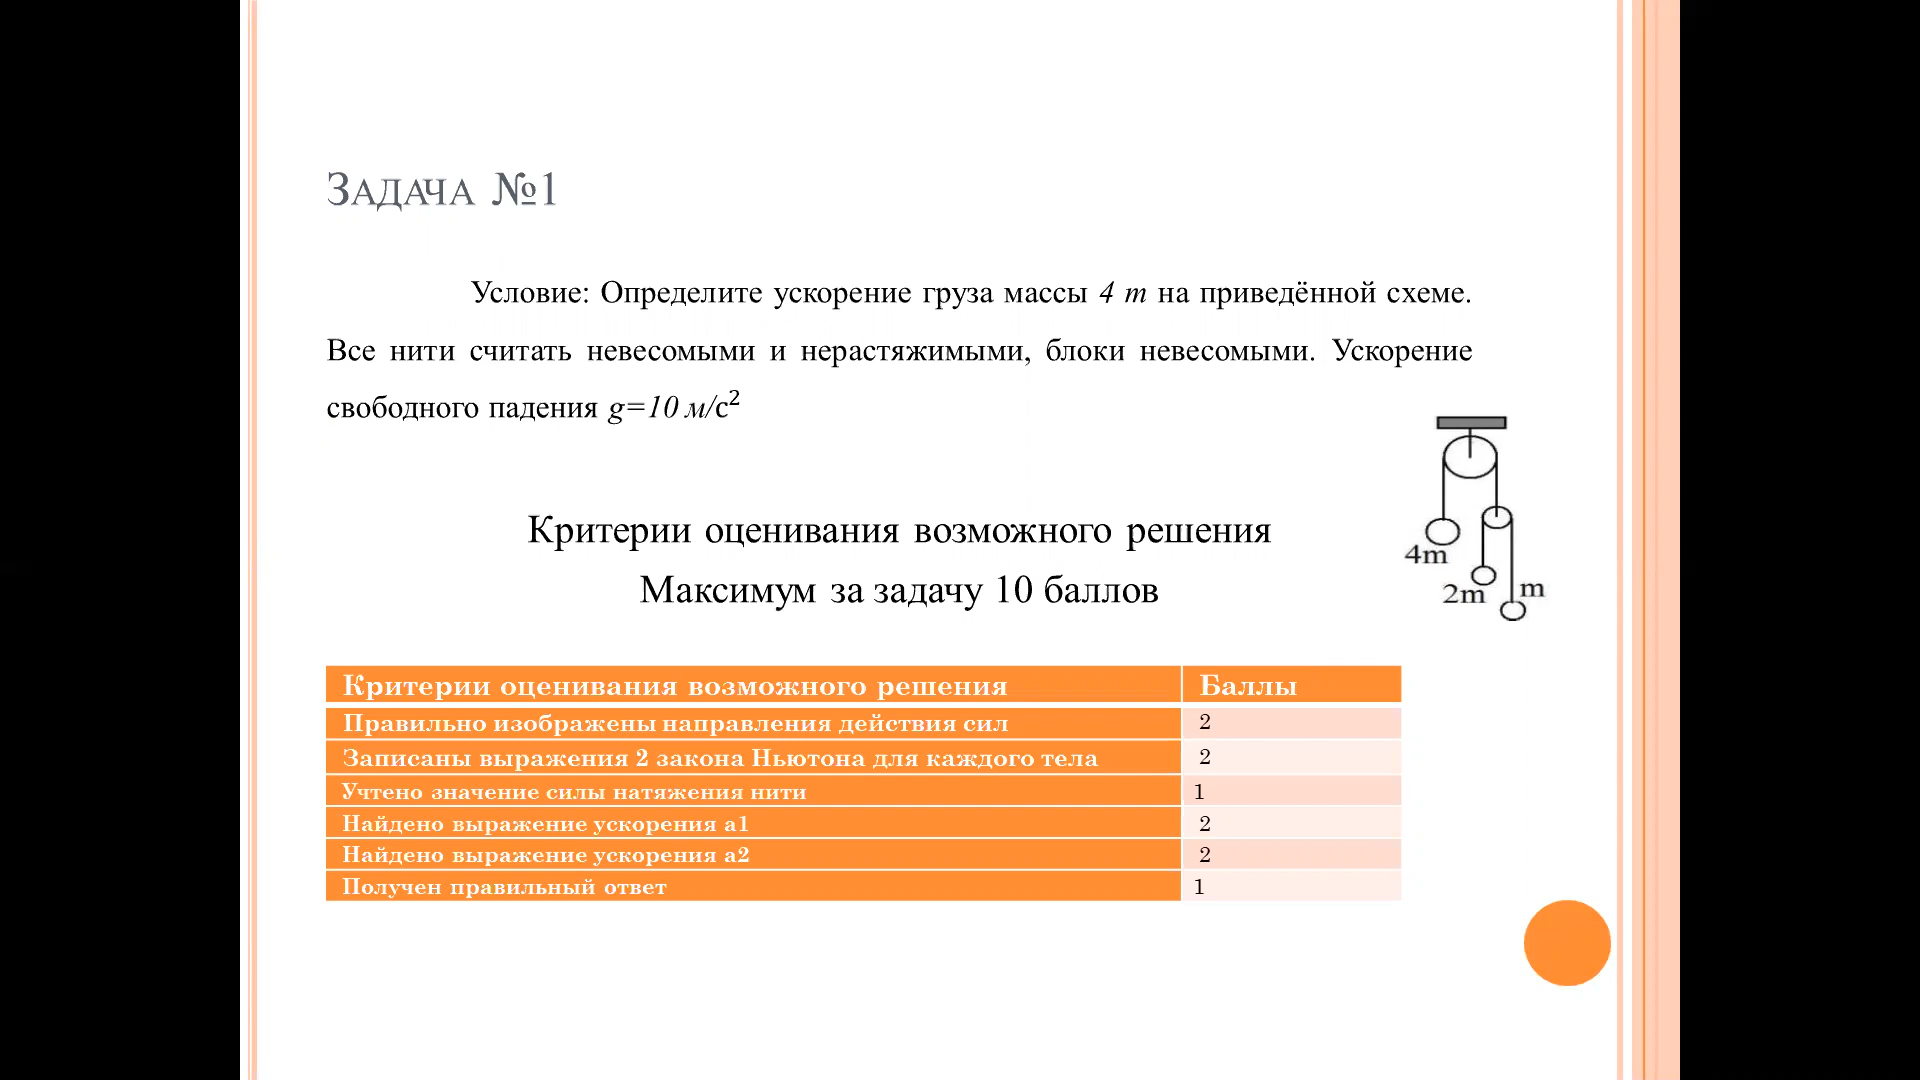 Задача №1
Условие: Определите ускорение груза массы 4 m на приведённой схеме.
Все нити считать невесомыми и нерастяжимыми, блоки невесомыми. Ускорение
свободного падения g=10 м/с²
4m
2m
m
Критерии оценивания возможного решения
Максимум за задачу 10 баллов
Критерии оценивания возможного решения Баллы
Правильно изображены направления действия сил 2
Записаны выражения 2 закона Ньютона для каждого тела 2
Учтено значение силы натяжения нити 1
Найдено выражение ускорения а1 2
Найдено выражение ускорения а2 2
Получен правильный ответ 1